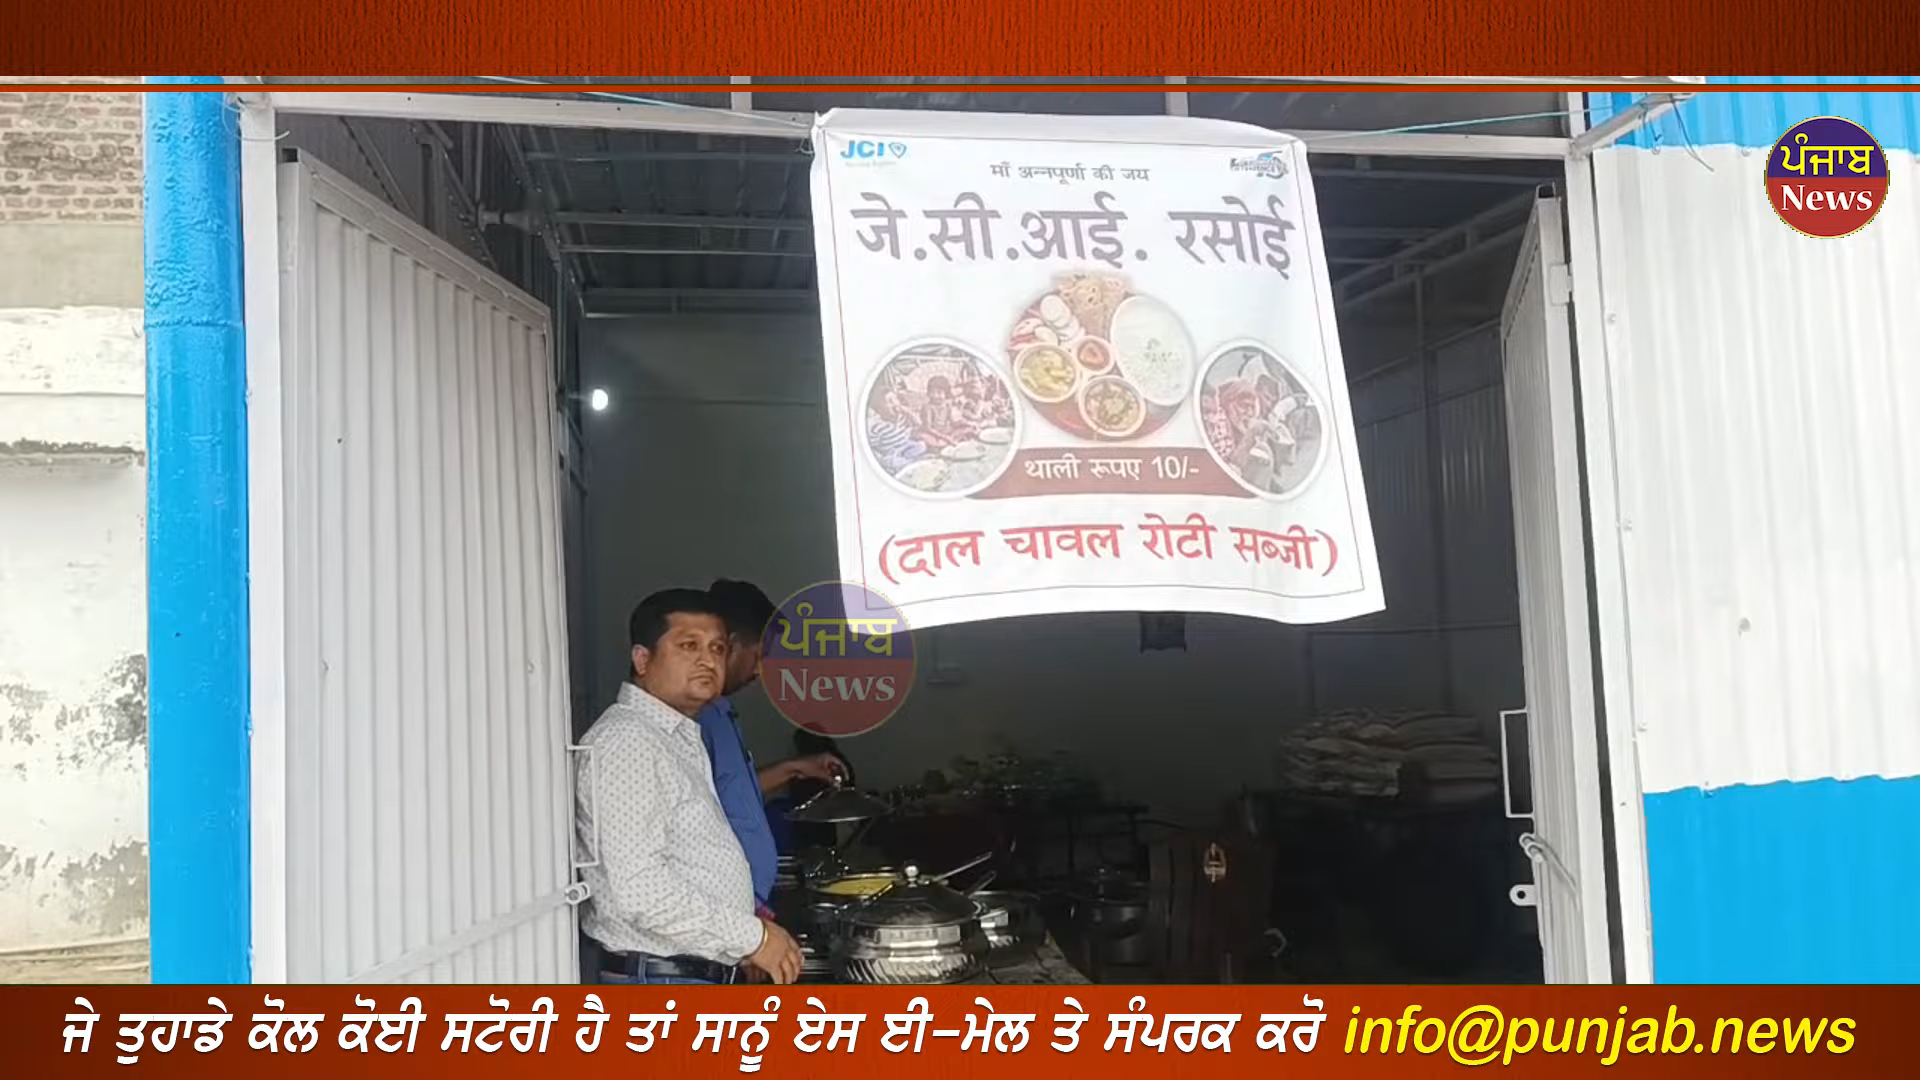 JCI
माँ अन्नपूर्णा की जय
जे.सी.आई. रसोई
थाली रूपए 10/-
(दाल चावल रोटी सब्जी)
ਪੰਜਾਬ
News
ਪੰਜਾਬ
News
ਜੇ ਤੁਹਾਡੇ ਕੋਲ ਕੋਈ ਸਟੋਰੀ ਹੈ ਤਾਂ ਸਾਨੂੰ ਏਸ ਈ-ਮੇਲ ਤੇ ਸੰਪਰਕ ਕਰੋ info@punjab.news